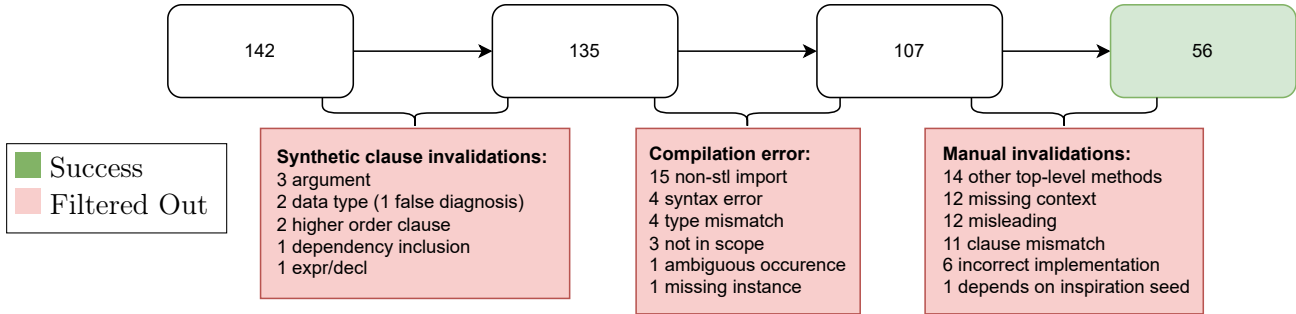 142
135
107
56
Success
Filtered Out
Synthetic clause invalidations:
3 argument
2 data type (1 false diagnosis)
2 higher order clause
1 dependency inclusion
1 expr/decl
Compilation error:
15 non-stl import
4 syntax error
4 type mismatch
3 not in scope
1 ambiguous occurence
1 missing instance
Manual invalidations:
14 other top-level methods
12 missing context
12 misleading
11 clause mismatch
6 incorrect implementation
1 depends on inspiration seed